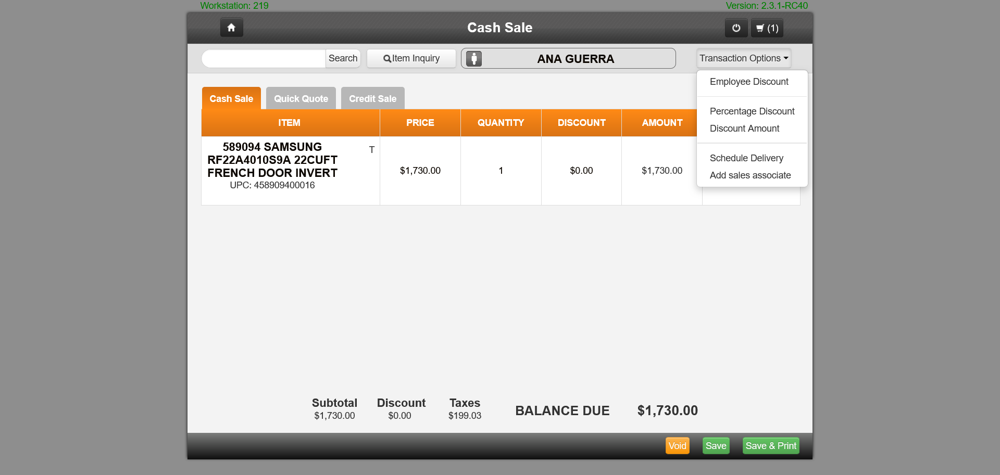 Workstation: 219
Version: 2.3.1-RC40
Cash Sale
(1)
Search
Item Inquiry
ANA GUERRA
Transaction Options
Employee Discount
Percentage Discount
Discount Amount
Schedule Delivery
Add sales associate
Cash Sale
Quick Quote
Credit Sale
ITEM
PRICE
QUANTITY
DISCOUNT
AMOUNT
589094 SAMSUNG
RF22A4010S9A 22CUFT
FRENCH DOOR INVERT
UPC: 458909400016
T
$1,730.00
1
$0.00
$1,730.00
Subtotal
$1,730.00
Discount
$0.00
Taxes
$199.03
BALANCE DUE
$1,730.00
Void
Save
Save & Print